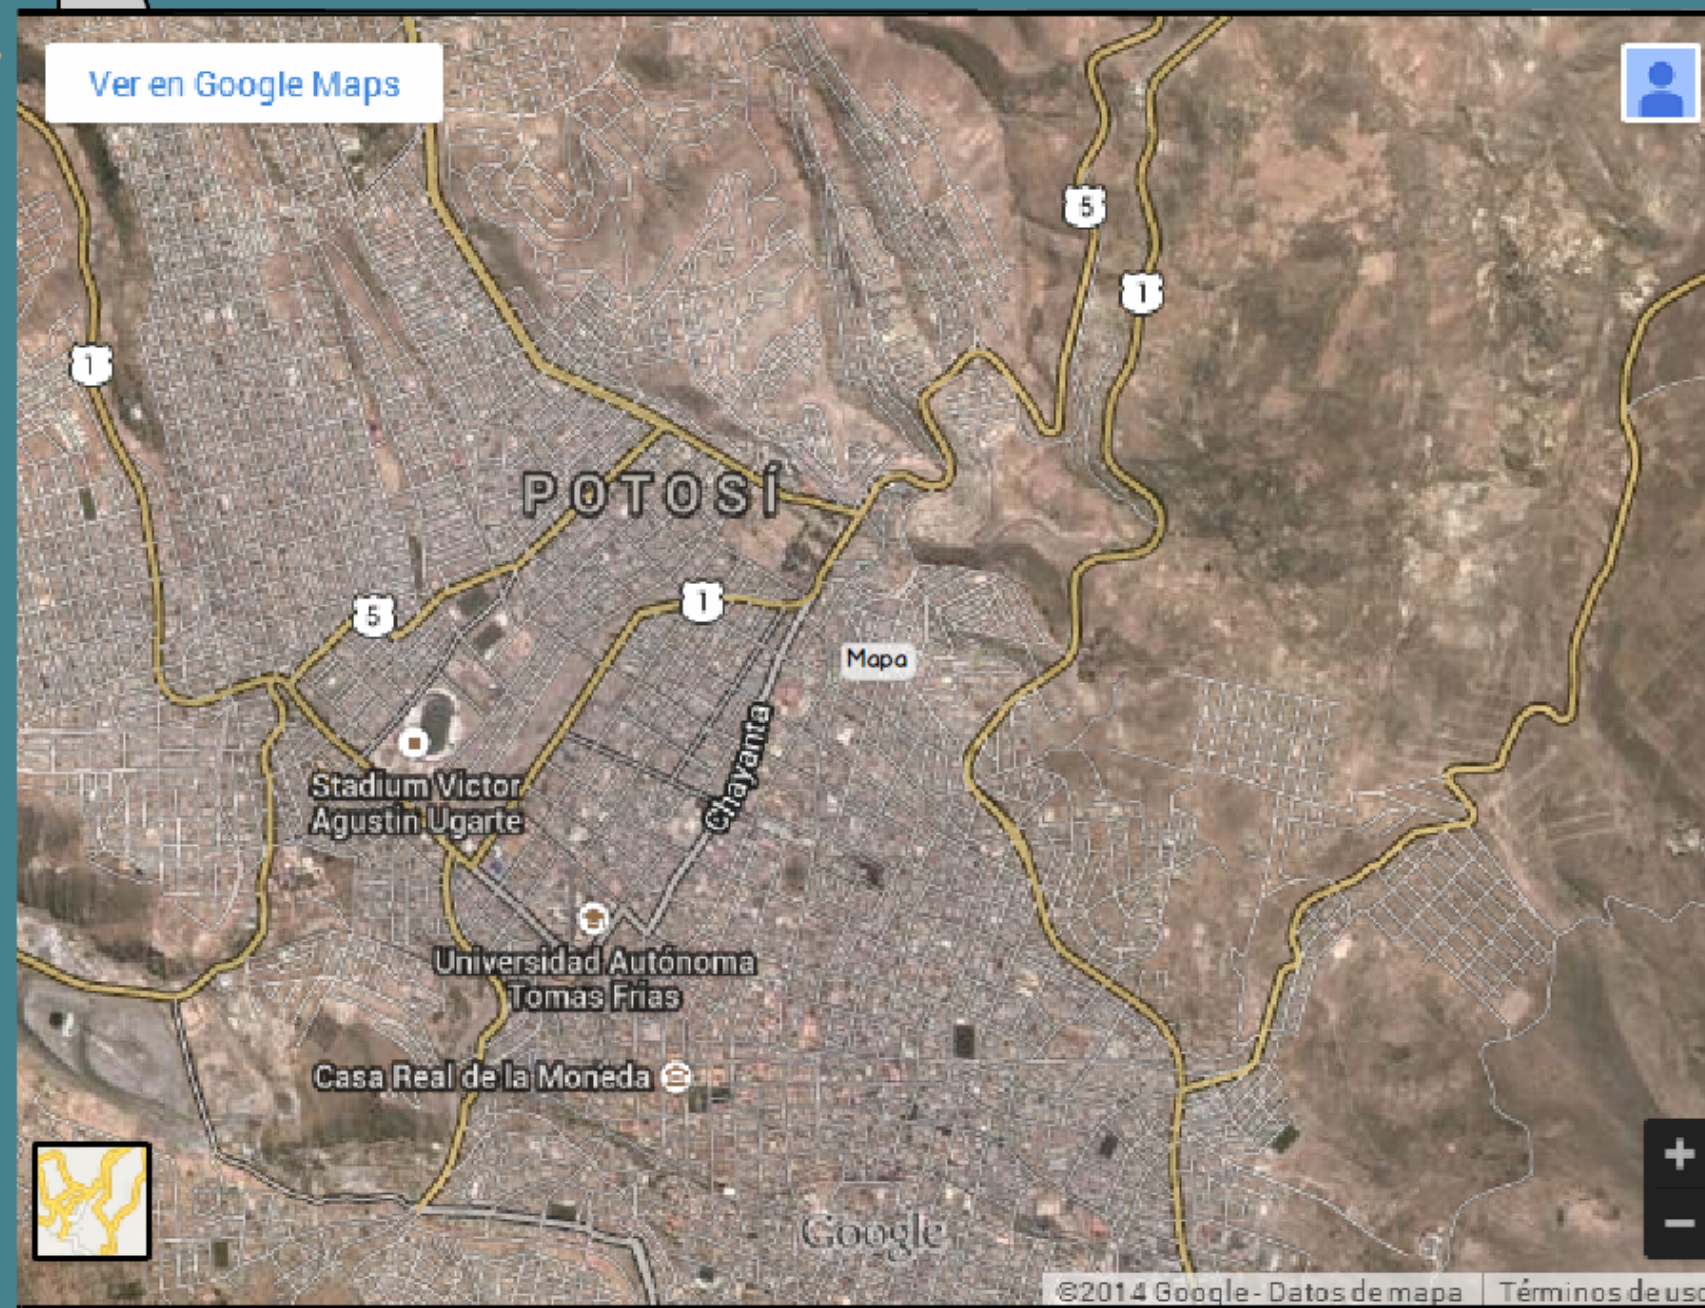 Ver en Google Maps
5
1
1
POTOSÍ
1
5
Mapa
Chayanta
Stadium Victor
Agustin Ugarte
Universidad Autónoma
Tomas Frias
Casa Real de la Moneda
+
−
Google
©2014 Google - Datos de mapa
Términos de us